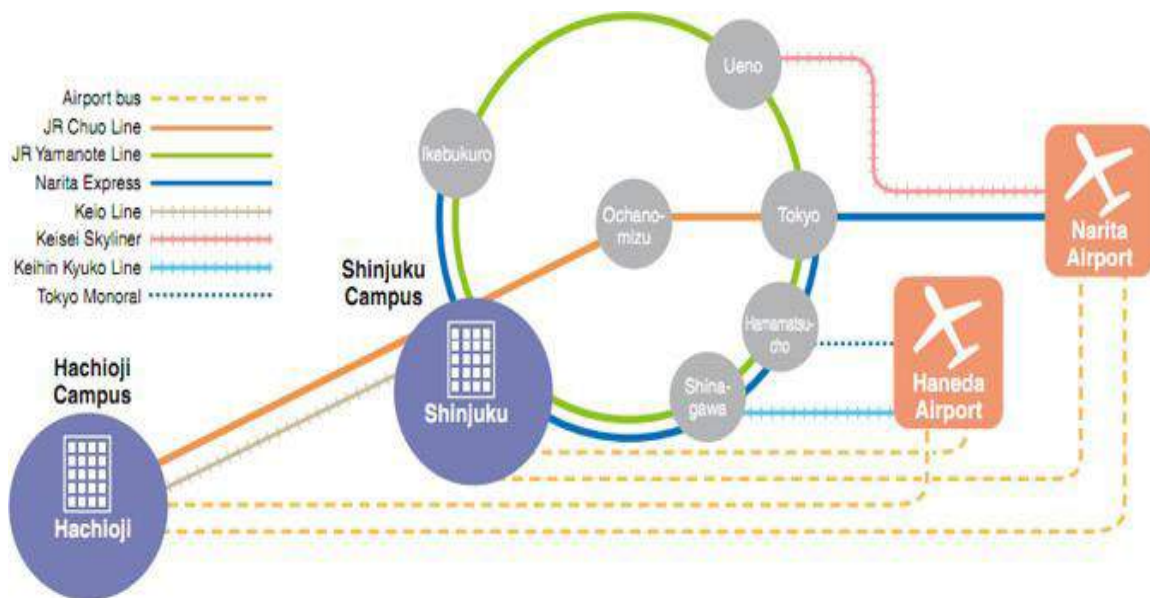 Airport bus
JR Chuo Line
JR Yamanote Line
Narita Express
Keio Line
Keisei Skyliner
Keihin Kyuko Line
Tokyo Monoral
Ueno
Ikebukuro
Ochano-
mizu
Tokyo
Narita
Airport
Shinjuku
Campus
Hamamatsu-
cho
Hachioji
Campus
Shinjuku
Shina-
gawa
Haneda
Airport
Hachioji